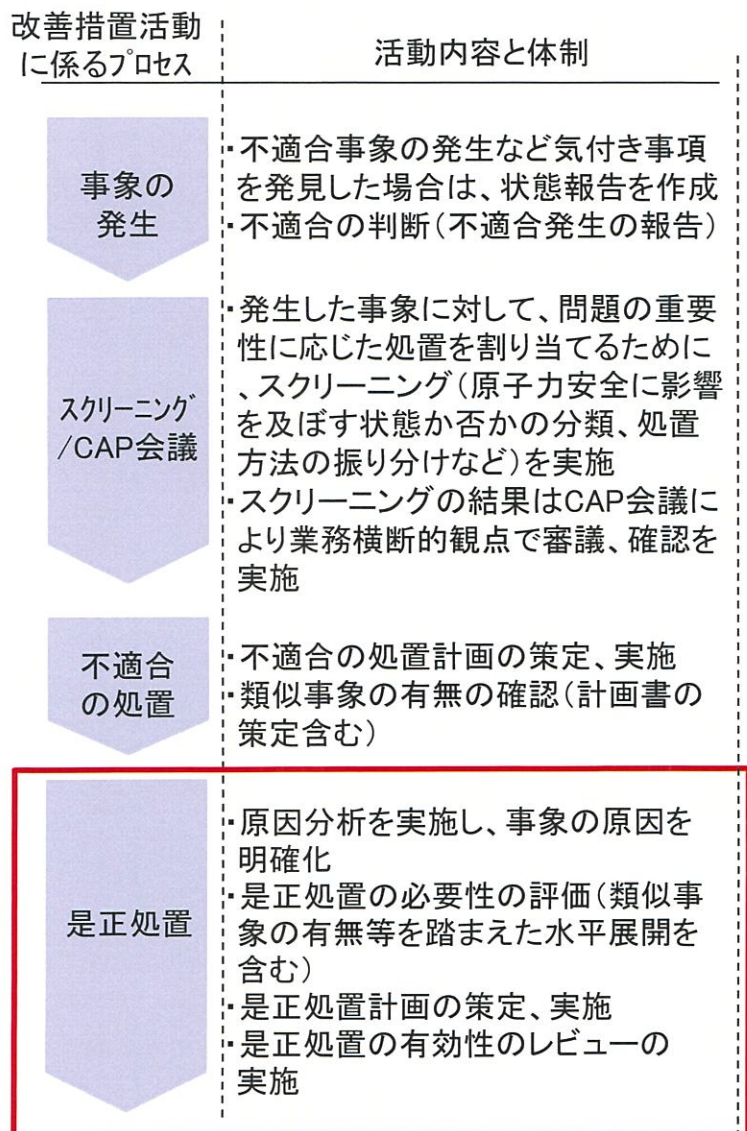 改善措置活動
に係るプロセス
活動内容と体制
事象の
発生
・不適合事象の発生など気付き事項
を発見した場合は、状態報告を作成
・不適合の判断(不適合発生の報告)
スクリーニング
/CAP会議
・発生した事象に対して、問題の重要
性に応じた処置を割り当てるために
、スクリーニング(原子力安全に影響
を及ぼす状態か否かの分類、処置
方法の振り分けなど)を実施
・スクリーニングの結果はCAP会議に
より業務横断的観点で審議、確認を
実施
不適合
の処置
・不適合の処置計画の策定、実施
・類似事象の有無の確認(計画書の
策定含む)
是正処置
・原因分析を実施し、事象の原因を
明確化
・是正処置の必要性の評価(類似事
象の有無等を踏まえた水平展開を
含む)
・是正処置計画の策定、実施
・是正処置の有効性のレビューの
実施